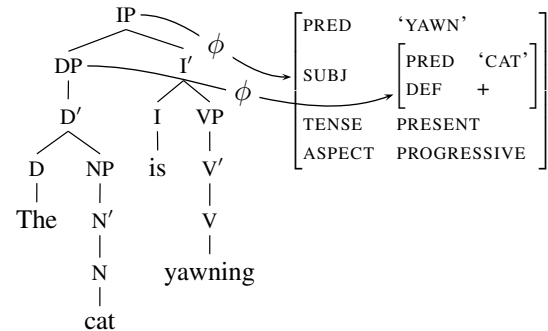 IP
ϕ
DP
I′
ϕ
D′
I
VP
D
NP
is
V′
The
N′
V
N
yawning
cat
PRED ‘YAWN’
SUBJ
PRED ‘CAT’
DEF +
TENSE PRESENT
ASPECT PROGRESSIVE